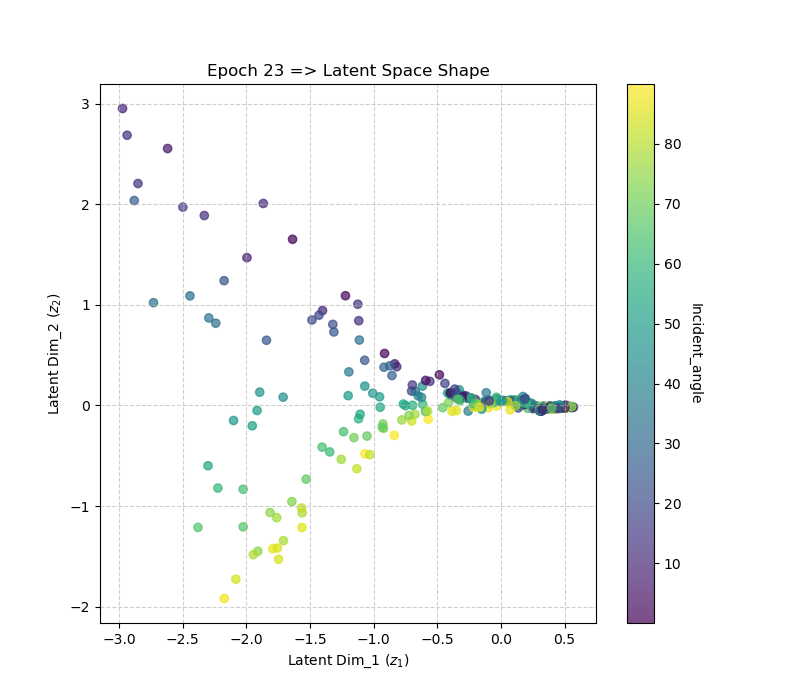 Epoch 23 => Latent Space Shape
3
2
1
0
−1
−2
Latent Dim_2 (z₂)
−3.0 −2.5 −2.0 −1.5 −1.0 −0.5 0.0 0.5
Latent Dim_1 (z₁)
80
70
60
50
40
30
20
10
Incident_angle